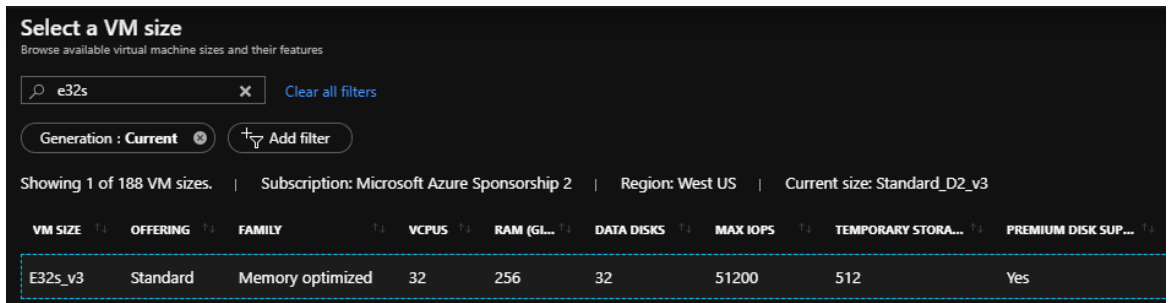 Select a VM size
Browse available virtual machine sizes and their features
e32s
Clear all filters
Generation : Current
Add filter
Showing 1 of 188 VM sizes. | Subscription: Microsoft Azure Sponsorship 2 | Region: West US | Current size: Standard_D2_v3
VM SIZE OFFERING FAMILY VCPUS RAM (GI... DATA DISKS MAX IOPS TEMPORARY STORA... PREMIUM DISK SUP...
E32s_v3 Standard Memory optimized 32 256 32 51200 512 Yes